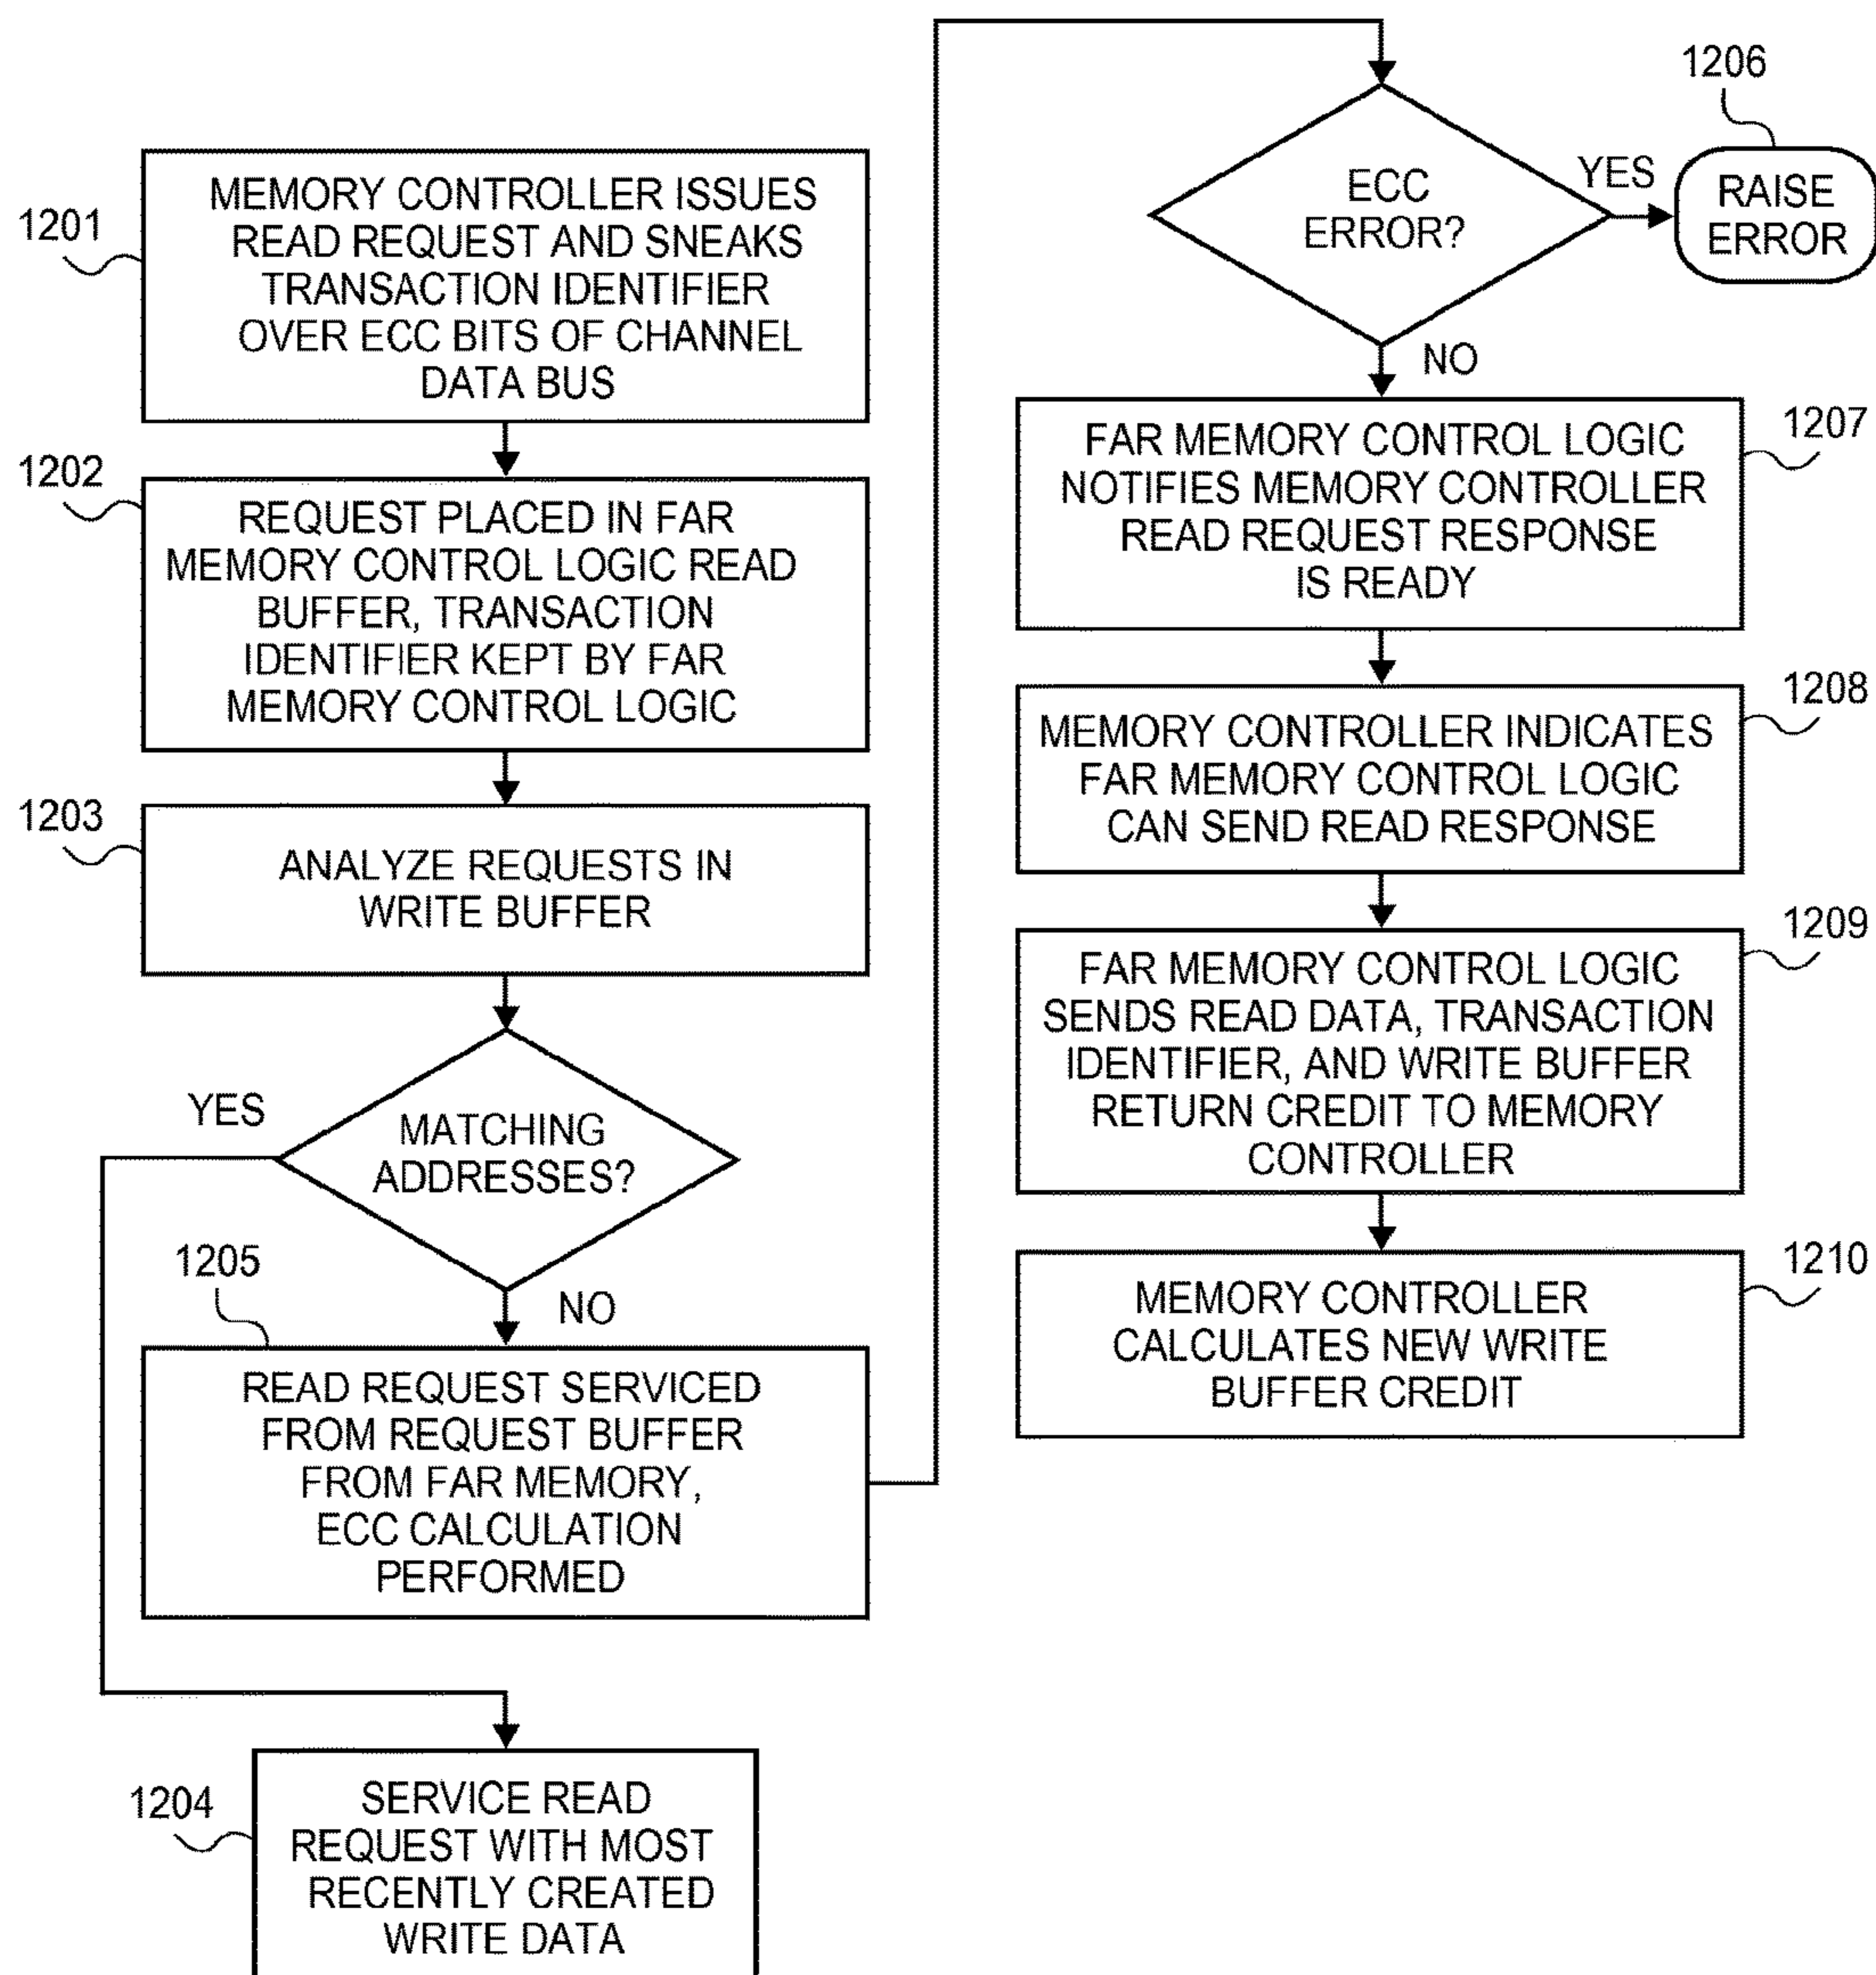 1201
MEMORY CONTROLLER ISSUES
READ REQUEST AND SNEAKS
TRANSACTION IDENTIFIER
OVER ECC BITS OF CHANNEL
DATA BUS
1202
REQUEST PLACED IN FAR
MEMORY CONTROL LOGIC READ
BUFFER, TRANSACTION
IDENTIFIER KEPT BY FAR
MEMORY CONTROL LOGIC
1203
ANALYZE REQUESTS IN
WRITE BUFFER
YES
MATCHING
ADDRESSES?
NO
1205
READ REQUEST SERVICED
FROM REQUEST BUFFER
FROM FAR MEMORY,
ECC CALCULATION
PERFORMED
1204
SERVICE READ
REQUEST WITH MOST
RECENTLY CREATED
WRITE DATA
ECC
ERROR?
YES
1206
RAISE
ERROR
NO
1207
FAR MEMORY CONTROL LOGIC
NOTIFIES MEMORY CONTROLLER
READ REQUEST RESPONSE
IS READY
1208
MEMORY CONTROLLER INDICATES
FAR MEMORY CONTROL LOGIC
CAN SEND READ RESPONSE
1209
FAR MEMORY CONTROL LOGIC
SENDS READ DATA, TRANSACTION
IDENTIFIER, AND WRITE BUFFER
RETURN CREDIT TO MEMORY
CONTROLLER
1210
MEMORY CONTROLLER
CALCULATES NEW WRITE
BUFFER CREDIT